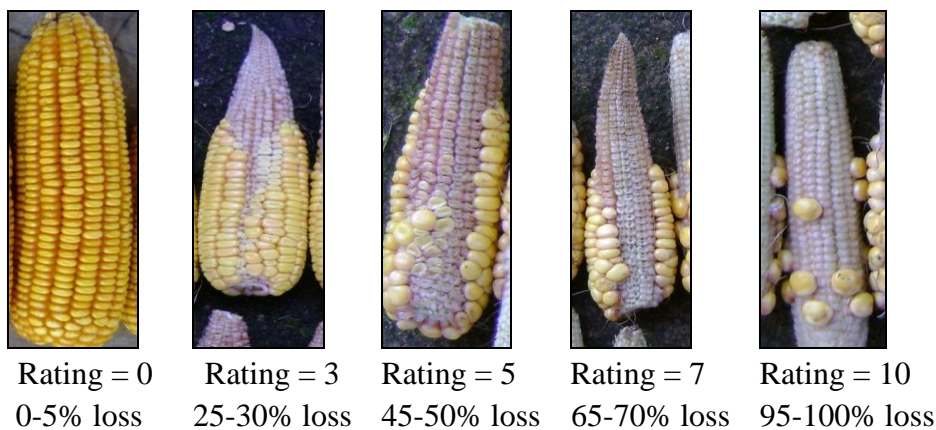 Rating = 0
0-5% loss
Rating = 3
25-30% loss
Rating = 5
45-50% loss
Rating = 7
65-70% loss
Rating = 10
95-100% loss